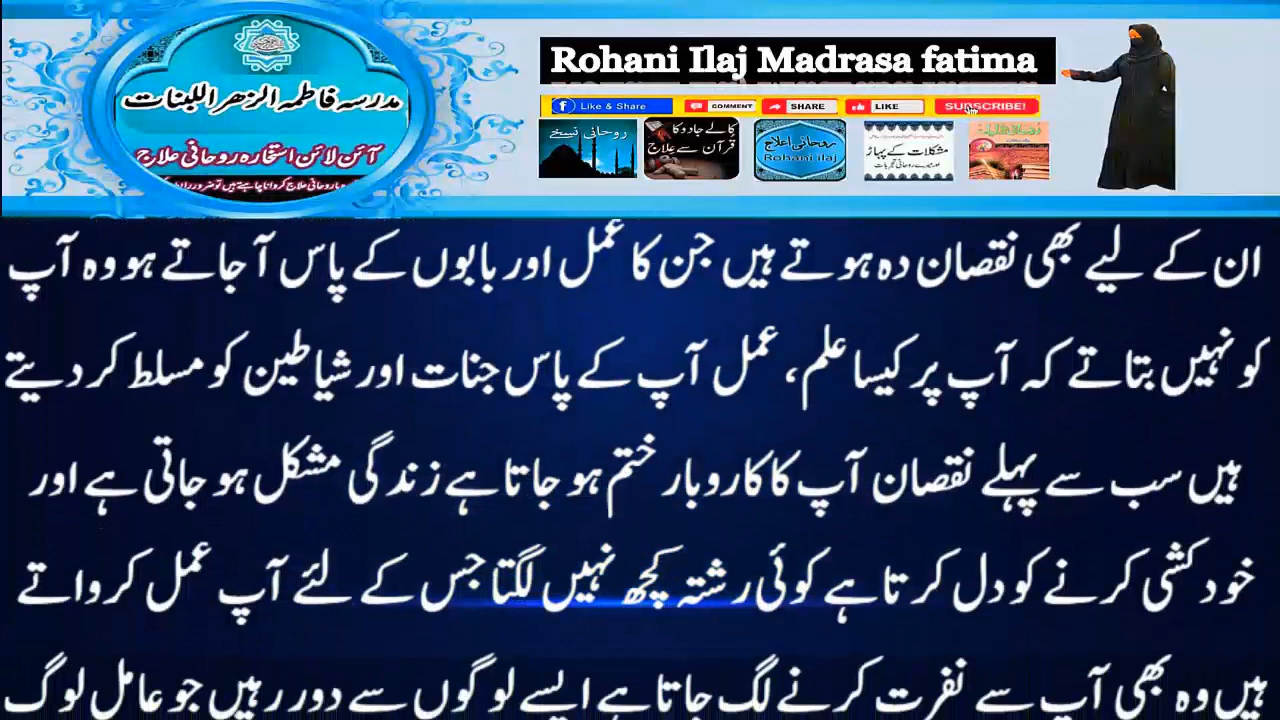 مدرسہ فاطمہ الزھرا للبنات
آئن لائن استخارہ روحانی علاج
Rohani Ilaj Madrasa fatima
Like & Share
COMMENT
SHARE
LIKE
SUBSCRIBE!
روحانی نسخے
کالے جادو کا
قرآن سے علاج
روحانی علاج
Rohani Ilaj
مشکلات کے پہاڑ
ان کے لیے بھی نقصان دہ ہوتے ہیں جن کا عمل اور بابوں کے پاس آ جاتے ہو وہ آپ
کو نہیں بتاتے کہ آپ پر کیسا علم، عمل آپ کے پاس جنات اور شیاطین کو مسلط کر دیتے
ہیں سب سے پہلے نقصان آپ کا کاروبار ختم ہو جاتا ہے زندگی مشکل ہو جاتی ہے اور
خود کشی کرنے کو دل کرتا ہے کوئی رشتہ کچھ نہیں لگتا جس کے لئے آپ عمل کرواتے
ہیں وہ بھی آپ سے نفرت کرنے لگ جاتا ہے ایسے لوگوں سے دور رہیں جو عامل لوگ